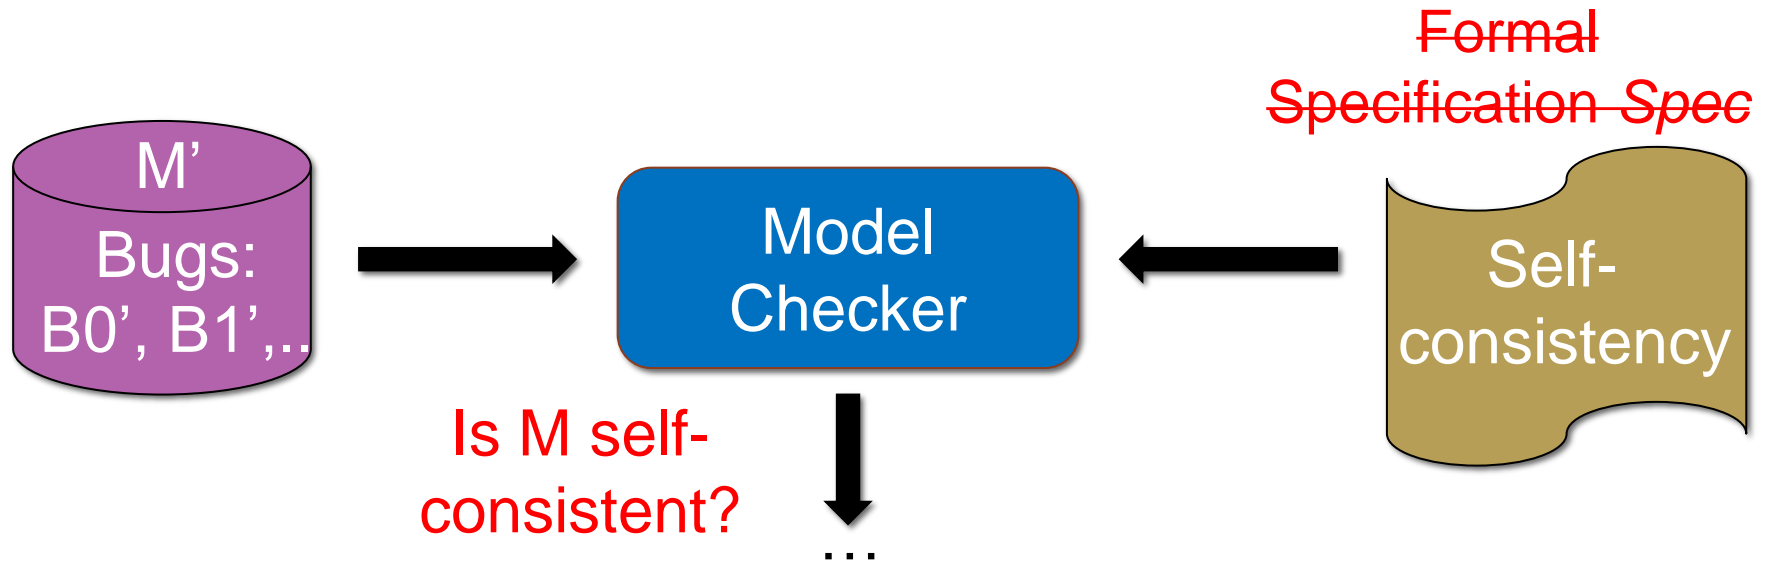 Formal
Specification Spec
M’
Bugs:
B0’, B1’,..
Model
Checker
Self-
consistency
Is M self-
consistent?
…